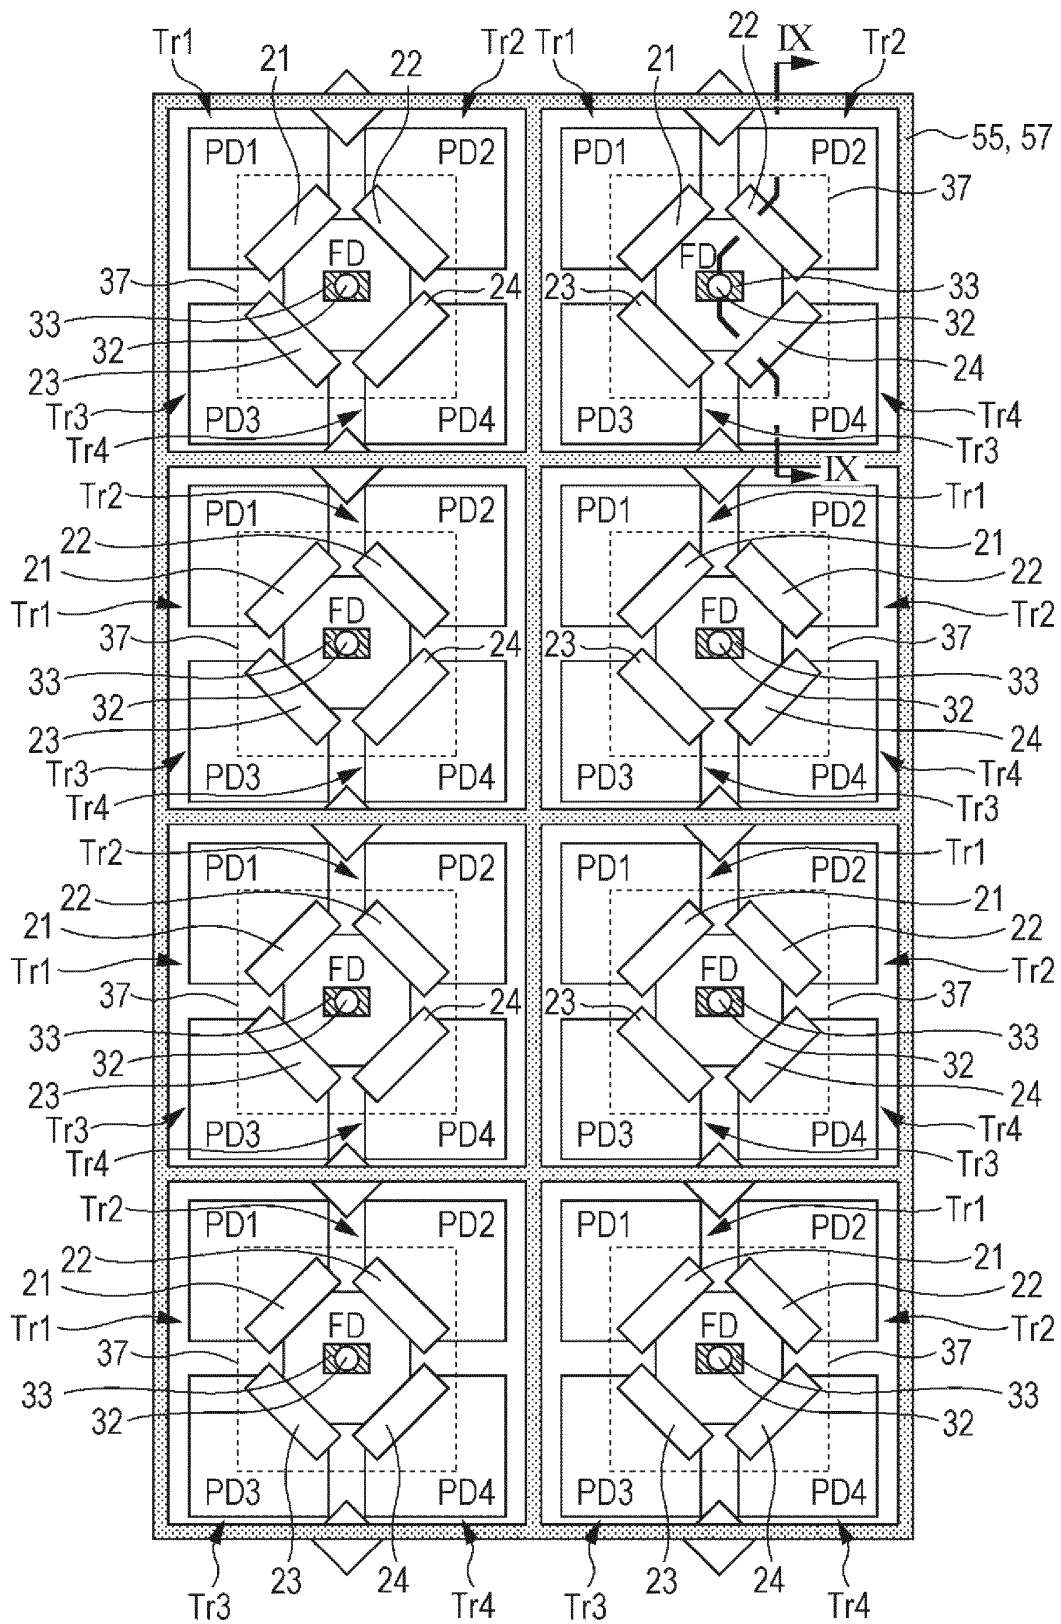 Tr1 21 22 Tr2 Tr1 21 22 IX Tr2
55, 57
PD1 PD2 PD1 PD2
37
FD FD
37 24 23 33
33 32
32 24
23
Tr3 PD3 PD4 PD3 PD4 Tr4
Tr4 Tr3
IX
Tr2 PD1 PD2 PD1 PD2 Tr1
22 21
21 22
Tr1 FD FD Tr2
37 24 23 37
33 33
32 32
23 24
Tr3 PD3 PD4 PD3 PD4 Tr4
Tr4 Tr3
Tr2 PD1 PD2 PD1 PD2 Tr1
22 21
21 22
Tr1 FD FD Tr2
37 24 23 37
33 33
32 32
23 24
Tr3 PD3 PD4 PD3 PD4 Tr4
Tr4 Tr3
Tr2 PD1 PD2 PD1 PD2 Tr1
22 21
21 22
Tr1 FD FD Tr2
37 37
33 33
32 32
PD3 PD4 PD3 PD4
Tr3 23 24 Tr4 Tr3 23 24 Tr4